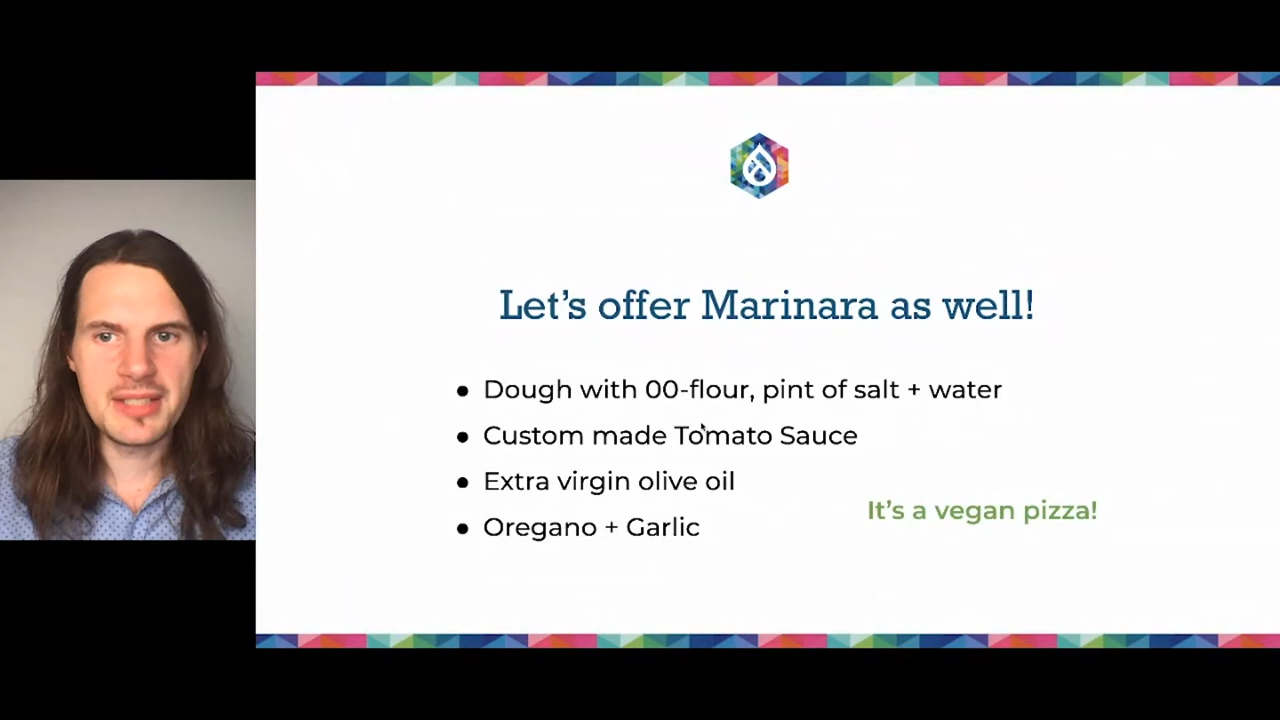 Let's offer Marinara as well!
● Dough with 00-flour, pint of salt + water
● Custom made Tomato Sauce
● Extra virgin olive oil
● Oregano + Garlic
It's a vegan pizza!